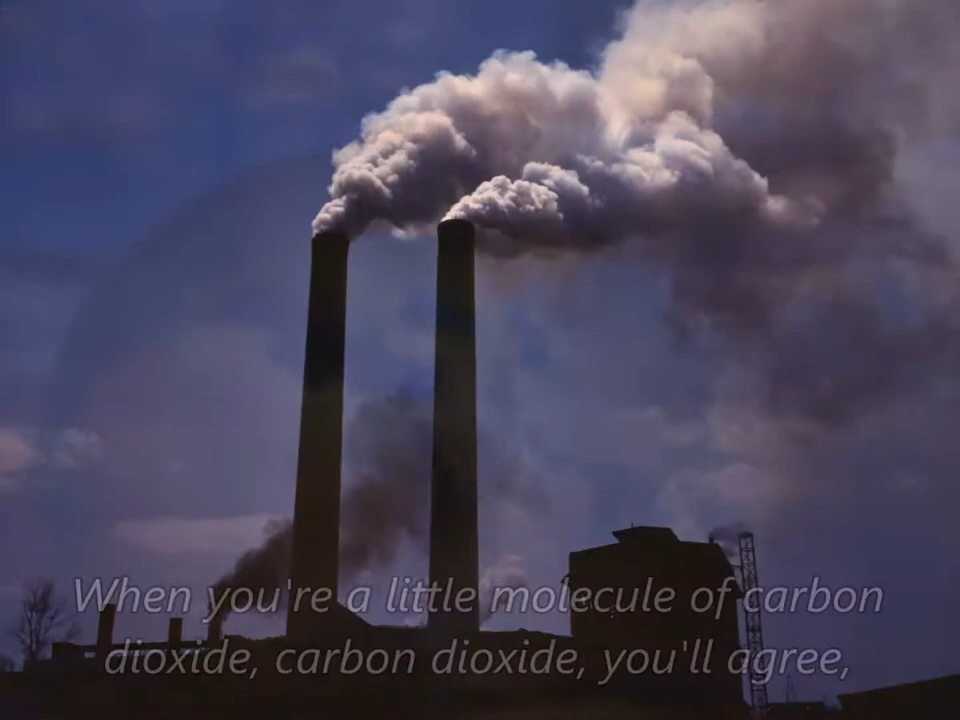 When you're a little molecule of carbon
dioxide, carbon dioxide, you'll agree,